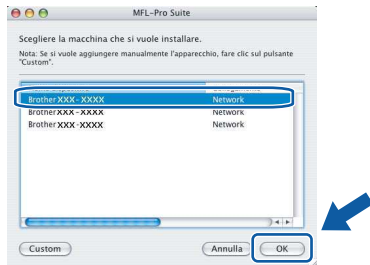 MFL-Pro Suite
Scegliere la macchina che si vuole installare.
Nota: Se si vuole aggiungere manualmente l'apparecchio, fare clic sul pulsante
"Custom".
Brother XXX-XXXX Network
Brother XXX-XXXX Network
Brother XXX-XXXX Network
Custom Annulla OK